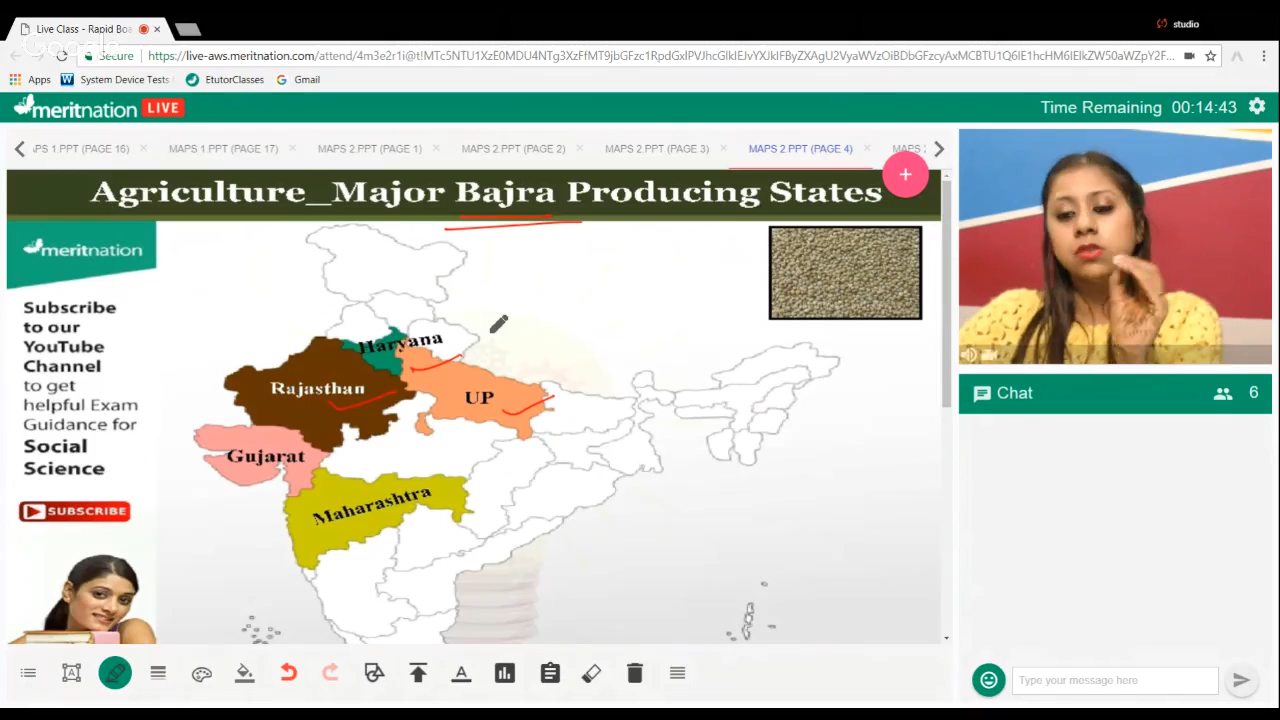 studio
Live Class - Rapid Boa
Google
Secure https://live-aws.meritnation.com/attend/
Apps System Device Tests EtutorClasses Gmail
meritnation LIVE
Time Remaining 00:14:43
PS 1.PPT (PAGE 16) MAPS 1.PPT (PAGE 17) MAPS 2.PPT (PAGE 1) MAPS 2.PPT (PAGE 2) MAPS 2.PPT (PAGE 3) MAPS 2.PPT (PAGE 4) MAPS
Agriculture_Major Bajra Producing States
meritnation
Subscribe
to our
YouTube
Channel
to get
helpful Exam
Guidance for
Social
Science
SUBSCRIBE
Haryana
Rajasthan
UP
Gujarat
Maharashtra
Chat 6
Type your message here